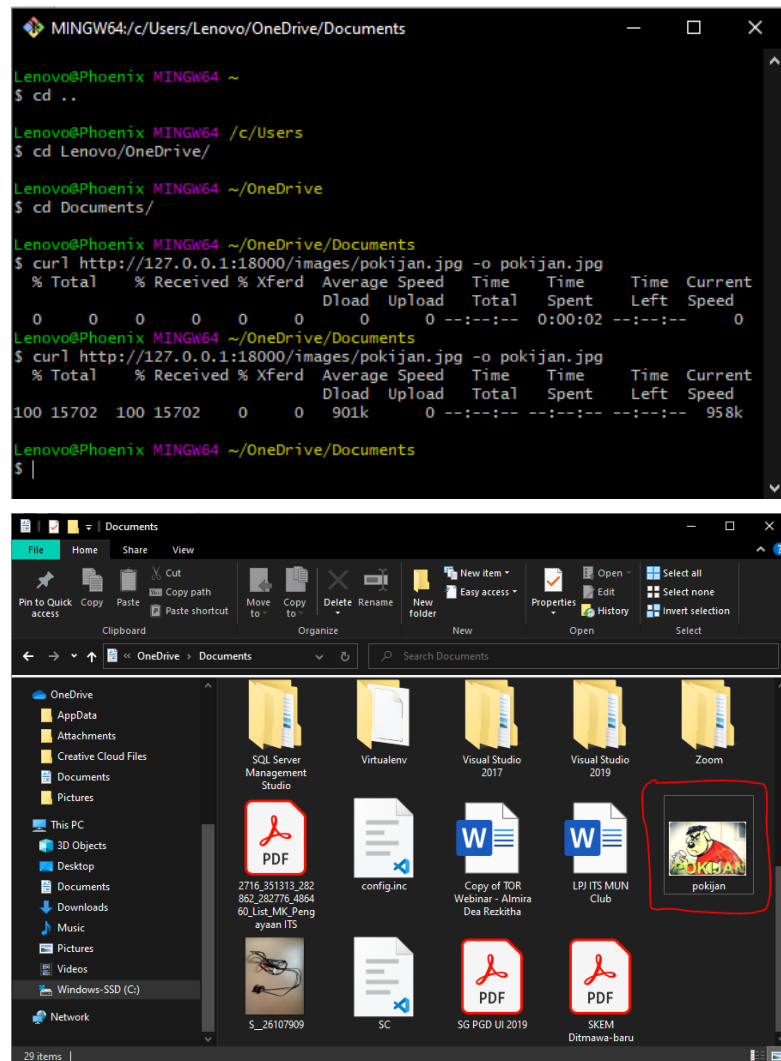 MINGW64:/c/Users/Lenovo/OneDrive/Documents
Lenovo@Phoenix MINGW64 ~
$ cd ..
Lenovo@Phoenix MINGW64 /c/Users
$ cd Lenovo/OneDrive/
Lenovo@Phoenix MINGW64 ~/OneDrive
$ cd Documents/
Lenovo@Phoenix MINGW64 ~/OneDrive/Documents
$ curl http://127.0.0.1:18000/images/pokijan.jpg -o pokijan.jpg
% Total % Received % Xferd Average Speed Time Time Time Current
Dload Upload Total Spent Left Speed
0 0 0 0 0 0 0 0 --:--:-- 0:00:02 --:--:-- 0
Lenovo@Phoenix MINGW64 ~/OneDrive/Documents
$ curl http://127.0.0.1:18000/images/pokijan.jpg -o pokijan.jpg
% Total % Received % Xferd Average Speed Time Time Time Current
Dload Upload Total Spent Left Speed
100 15702 100 15702 0 0 901k 0 --:--:-- --:--:-- --:--:-- 958k
Lenovo@Phoenix MINGW64 ~/OneDrive/Documents
$
Documents
File Home Share View
Pin to Quick access
Copy
Paste
Cut
Copy path
Paste shortcut
Move to
Copy to
Delete
Rename
New folder
New item
Easy access
Properties
Open
Edit
History
Select all
Select none
Invert selection
Clipboard Organize New Open Select
« OneDrive › Documents
Search Documents
OneDrive
AppData
Attachments
Creative Cloud Files
Documents
Pictures
This PC
3D Objects
Desktop
Documents
Downloads
Music
Pictures
Videos
Windows-SSD (C:)
Network
SQL Server
Management
Studio
Virtualenv
Visual Studio
2017
Visual Studio
2019
Zoom
PDF
2716_351313_282
862_282776_4864
60_List_MK_Peng
ayaan ITS
config.inc
W
Copy of TOR
Webinar - Almira
Dea Rezkitha
W
LPJ ITS MUN
Club
POKIJAN
pokijan
S__26107909
SC
PDF
SG PGD UI 2019
PDF
SKEM
Ditmawa-baru
29 items